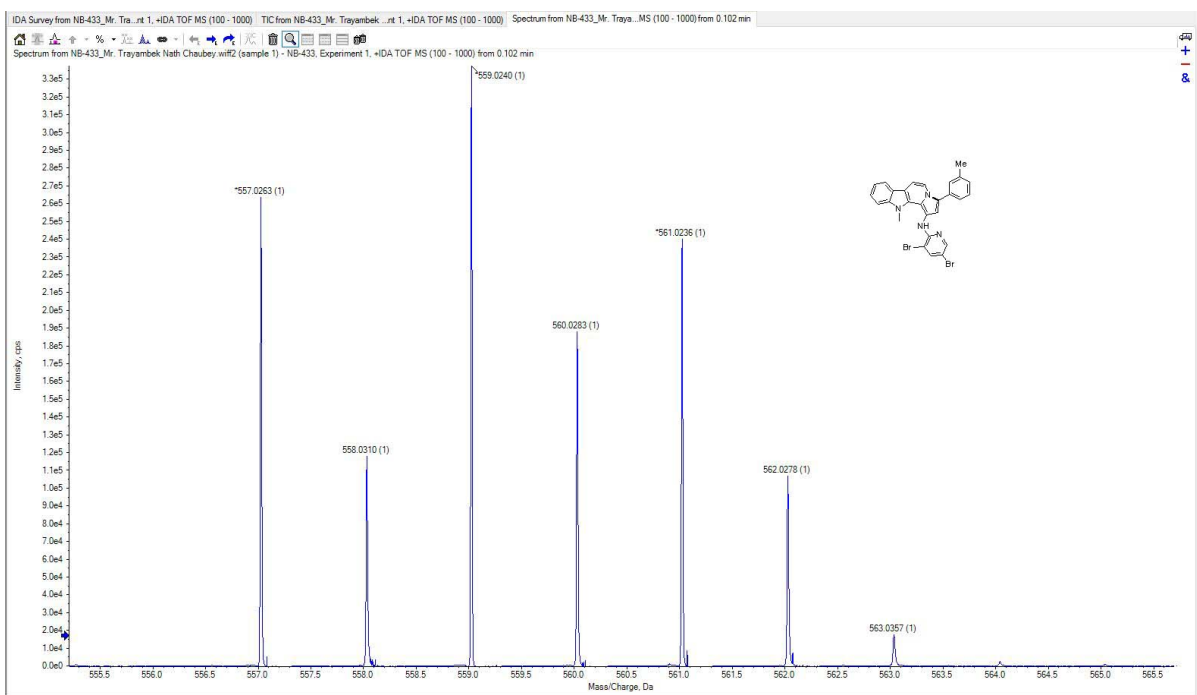 IDA Survey from NB-433_Mr. Tra...nt 1, +IDA TOF MS (100 - 1000) TIC from NB-433_Mr. Trayambek ...nt 1, +IDA TOF MS (100 - 1000) Spectrum from NB-433_Mr. Traya...MS (100 - 1000) from 0.102 min
%
Spectrum from NB-433_Mr. Trayambek Nath Chaubey.wiff2 (sample 1) - NB-433, Experiment 1, +IDA TOF MS (100 - 1000) from 0.102 min
+
−
&
*559.0240 (1)
*557.0263 (1)
*561.0236 (1)
560.0283 (1)
558.0310 (1)
562.0278 (1)
563.0357 (1)
Me
N
N
NH
N
Br
Br
Intensity, cps
3.3e5
3.2e5
3.1e5
3.0e5
2.9e5
2.8e5
2.7e5
2.6e5
2.5e5
2.4e5
2.3e5
2.2e5
2.1e5
2.0e5
1.9e5
1.8e5
1.7e5
1.6e5
1.5e5
1.4e5
1.3e5
1.2e5
1.1e5
1.0e5
9.0e4
8.0e4
7.0e4
6.0e4
5.0e4
4.0e4
3.0e4
2.0e4
1.0e4
0.0e0
555.5 556.0 556.5 557.0 557.5 558.0 558.5 559.0 559.5 560.0 560.5 561.0 561.5 562.0 562.5 563.0 563.5 564.0 564.5 565.0 565.5
Mass/Charge, Da